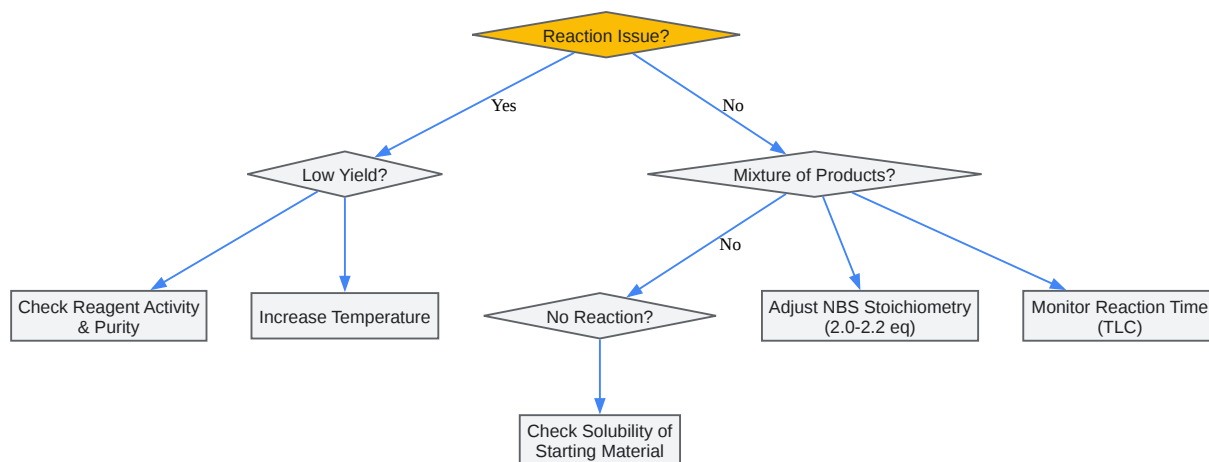 Reaction Issue?
Yes
No
Low Yield?
Mixture of Products?
No
Check Reagent Activity
& Purity
Increase Temperature
No Reaction?
Adjust NBS Stoichiometry
(2.0-2.2 eq)
Monitor Reaction Time
(TLC)
Check Solubility of
Starting Material